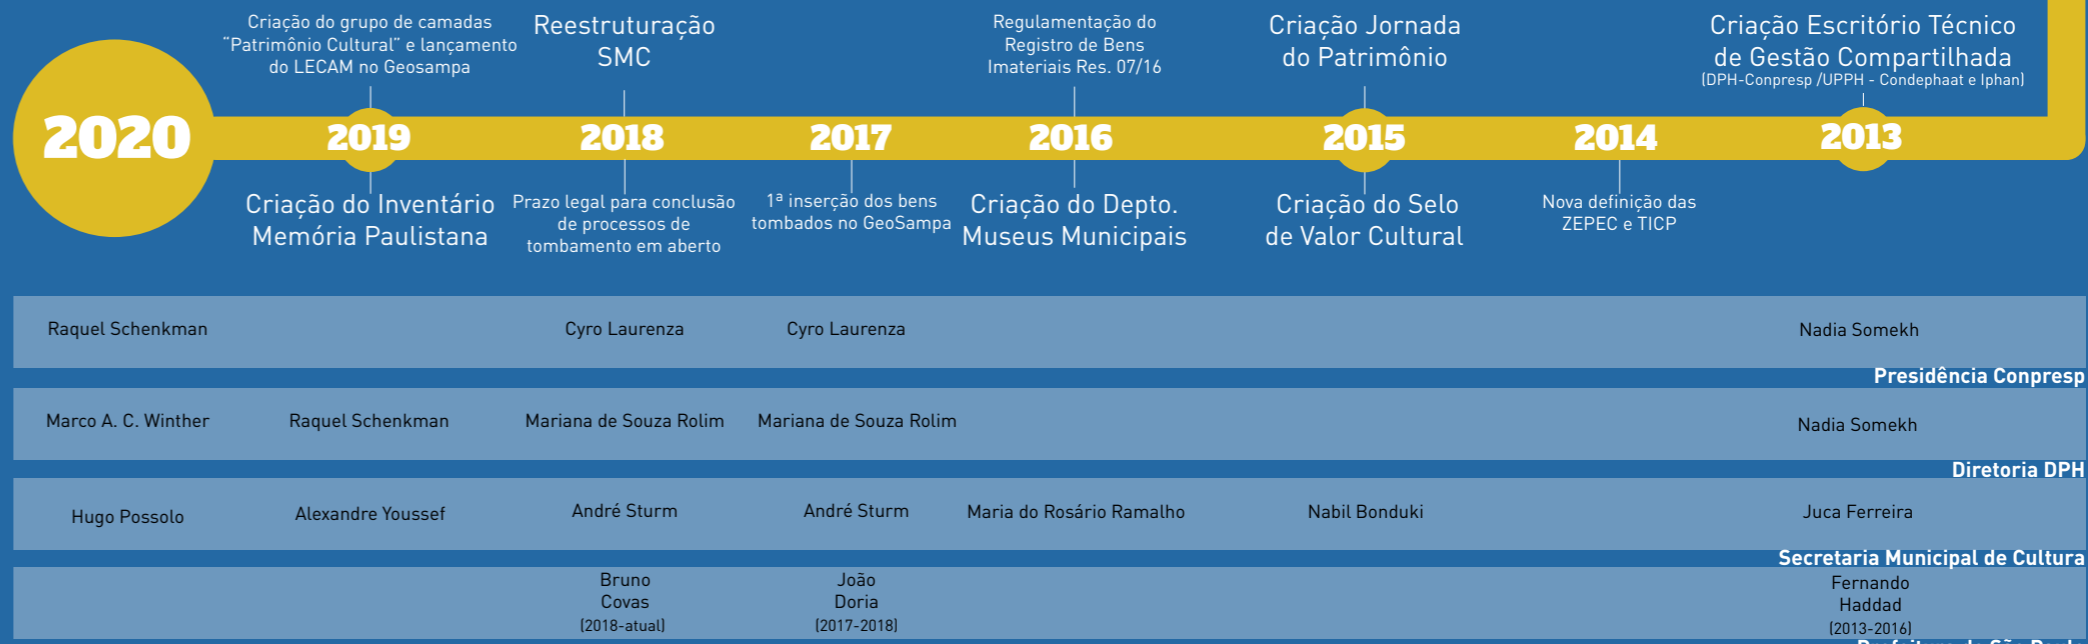 Criação do grupo de camadas
"Patrimônio Cultural" e lançamento
do LECAM no Geosampa
Reestruturação
SMC
Regulamentação do
Registro de Bens
Imateriais Res. 07/16
Criação Jornada
do Patrimônio
Criação Escritório Técnico
de Gestão Compartilhada
(DPH-Conpresp /UPPH - Condephaat e Iphan)
2020
2019
2018
2017
2016
2015
2014
2013
Criação do Inventário
Memória Paulistana
Prazo legal para conclusão
de processos de
tombamento em aberto
1ª inserção dos bens
tombados no GeoSampa
Criação do Depto.
Museus Municipais
Criação do Selo
de Valor Cultural
Nova definição das
ZEPEC e TICP
Raquel Schenkman
Cyro Laurenza
Cyro Laurenza
Nadia Somekh
Presidência Conpresp
Marco A. C. Winther
Raquel Schenkman
Mariana de Souza Rolim
Mariana de Souza Rolim
Nadia Somekh
Diretoria DPH
Hugo Possolo
Alexandre Youssef
André Sturm
André Sturm
Maria do Rosário Ramalho
Nabil Bonduki
Juca Ferreira
Secretaria Municipal de Cultura
Bruno
Covas
(2018-atual)
João
Doria
(2017-2018)
Fernando
Haddad
(2013-2016)
Prefeitura de São Paulo